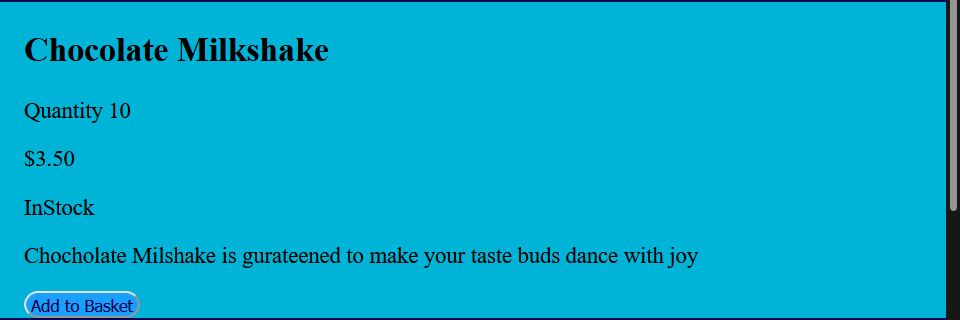 Chocolate Milkshake
Quantity 10
$3.50
InStock
Chocholate Milshake is gurateened to make your taste buds dance with joy
Add to Basket